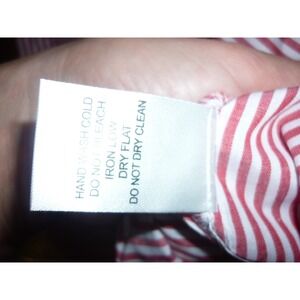 HAND WASH COLD
DO NOT BLEACH
IRON LOW
DRY FLAT
DO NOT DRY CLEAN